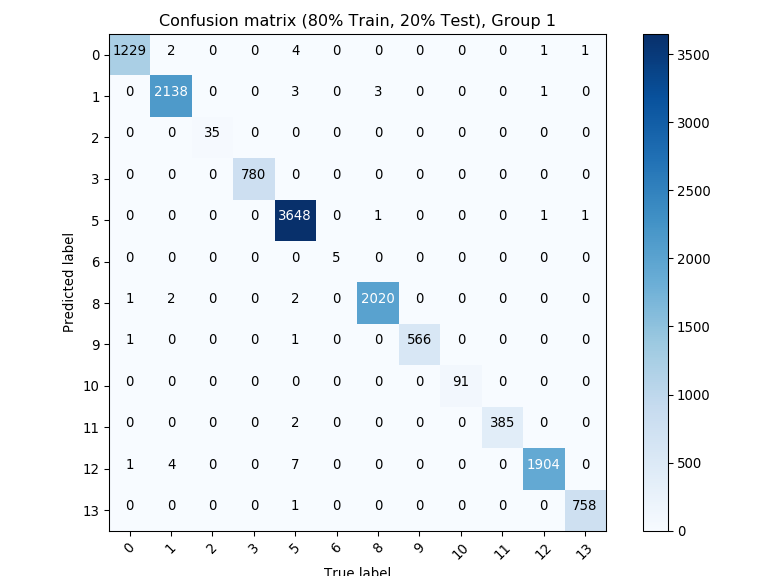 Confusion matrix (80% Train, 20% Test), Group 1
0 1229 2 0 0 4 0 0 0 0 0 1 1
1 0 2138 0 0 3 0 3 0 0 0 1 0
2 0 0 35 0 0 0 0 0 0 0 0 0
3 0 0 0 780 0 0 0 0 0 0 0 0
5 0 0 0 0 3648 0 1 0 0 0 1 1
6 0 0 0 0 0 5 0 0 0 0 0 0
8 1 2 0 0 2 0 2020 0 0 0 0 0
9 1 0 0 0 1 0 0 566 0 0 0 0
10 0 0 0 0 0 0 0 0 91 0 0 0
11 0 0 0 0 2 0 0 0 0 385 0 0
12 1 4 0 0 7 0 0 0 0 0 1904 0
13 0 0 0 0 1 0 0 0 0 0 0 758
0 1 2 3 5 6 8 9 10 11 12 13
Predicted label
True label
3500
3000
2500
2000
1500
1000
500
0